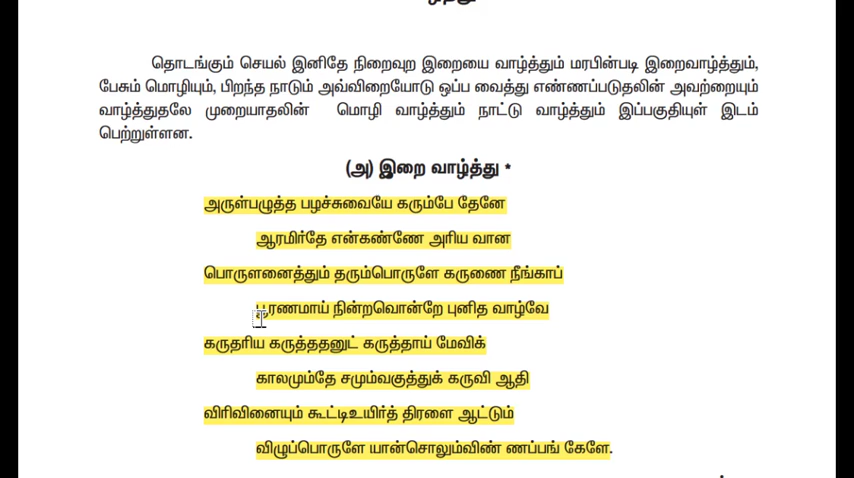 தொடங்கும் செயல் இனிதே நிறைவுற இறையை வாழ்த்தும் மரபின்படி இறைவாழ்த்தும்,
பேசும் மொழியும், பிறந்த நாடும் அவ்விறையோடு ஒப்ப வைத்து எண்ணப்படுதலின் அவற்றையும்
வாழ்த்துதலே முறையாதலின் மொழி வாழ்த்தும் நாட்டு வாழ்த்தும் இப்பகுதியுள் இடம்
பெற்றுள்ளன.
(அ) இறை வாழ்த்து *
அருள்பழுத்த பழச்சுவையே கரும்பே தேனே
ஆரமிர்தே என்கண்ணே அரிய வான
பொருளனைத்தும் தரும்பொருளே கருணை நீங்காப்
பூரணமாய் நின்றவொன்றே புனித வாழ்வே
கருதரிய கருத்ததனுட் கருத்தாய் மேவிக்
காலமுந்தே சமும்வகுத்துக் கருவி ஆதி
விரிவினையும் கூட்டிஉயிர்த் திரளை ஆட்டும்
விழுப்பொருளே யான்சொலும்விண் ணப்பங் கேளே.